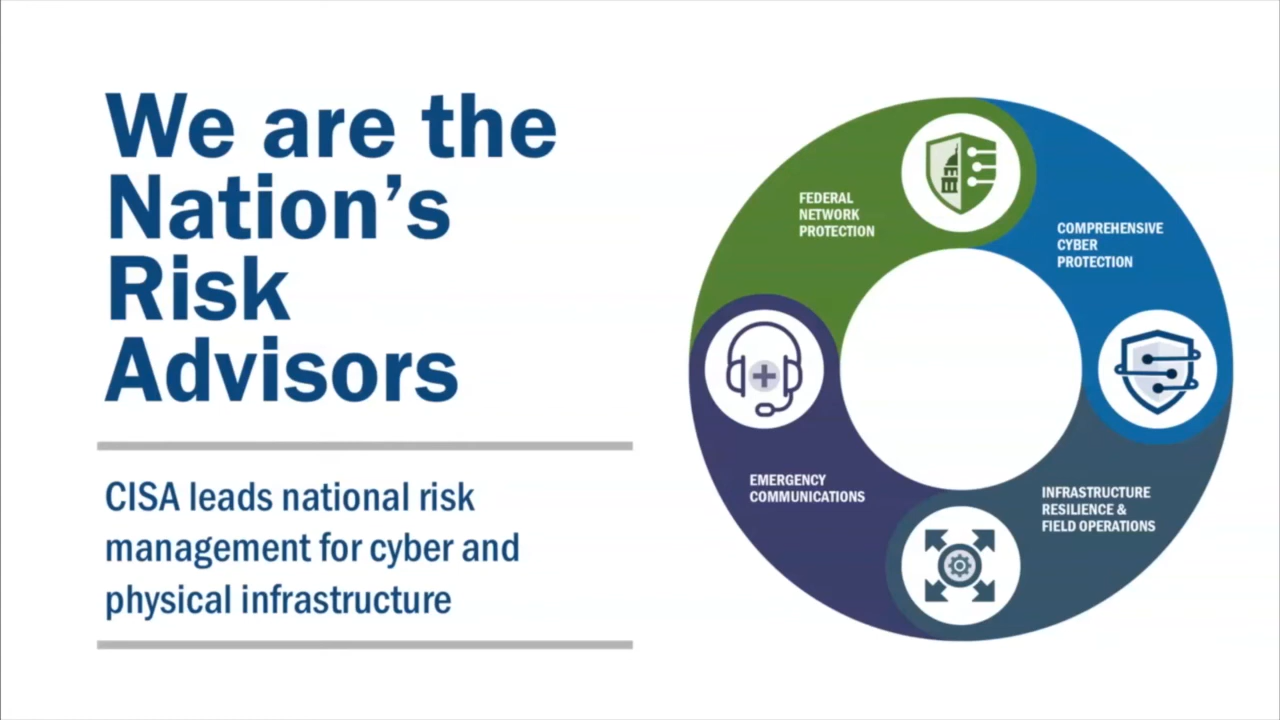 We are the
Nation’s
Risk
Advisors
CISA leads national risk
management for cyber and
physical infrastructure
FEDERAL
NETWORK
PROTECTION
COMPREHENSIVE
CYBER
PROTECTION
EMERGENCY
COMMUNICATIONS
INFRASTRUCTURE
RESILIENCE &
FIELD OPERATIONS